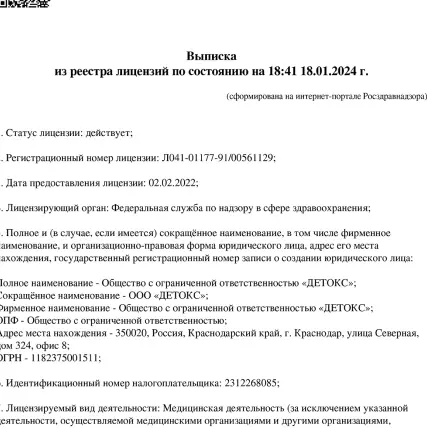 Выписка
из реестра лицензий по состоянию на 18:41 18.01.2024 г.
(сформирована на интернет-портале Росздравнадзора)
. Статус лицензии: действует;
. Регистрационный номер лицензии: Л041-01177-91/00561129;
. Дата предоставления лицензии: 02.02.2022;
. Лицензирующий орган: Федеральная служба по надзору в сфере здравоохранения;
. Полное и (в случае, если имеется) сокращённое наименование, в том числе фирменное
наименование, и организационно-правовая форма юридического лица, адрес его места
нахождения, государственный регистрационный номер записи о создании юридического лица:
Полное наименование - Общество с ограниченной ответственностью «ДЕТОКС»;
Сокращённое наименование - ООО «ДЕТОКС»;
Фирменное наименование - Общество с ограниченной ответственностью «ДЕТОКС»;
ОПФ - Общество с ограниченной ответственностью;
Адрес места нахождения - 350020, Россия, Краснодарский край, г. Краснодар, улица Северная,
дом 324, офис 8;
ОГРН - 1182375001511;
. Идентификационный номер налогоплательщика: 2312268085;
. Лицензируемый вид деятельности: Медицинская деятельность (за исключением указанной
деятельности, осуществляемой медицинскими организациями и другими организациями,